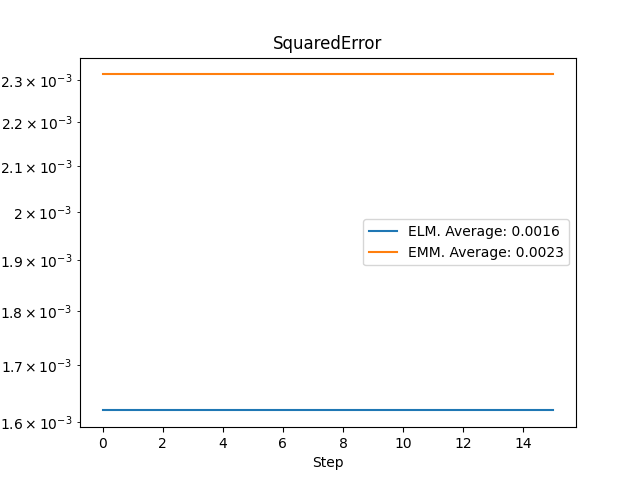 SquaredError
2.3 × 10⁻³
2.2 × 10⁻³
2.1 × 10⁻³
2 × 10⁻³
1.9 × 10⁻³
1.8 × 10⁻³
1.7 × 10⁻³
1.6 × 10⁻³
ELM. Average: 0.0016
EMM. Average: 0.0023
0 2 4 6 8 10 12 14
Step